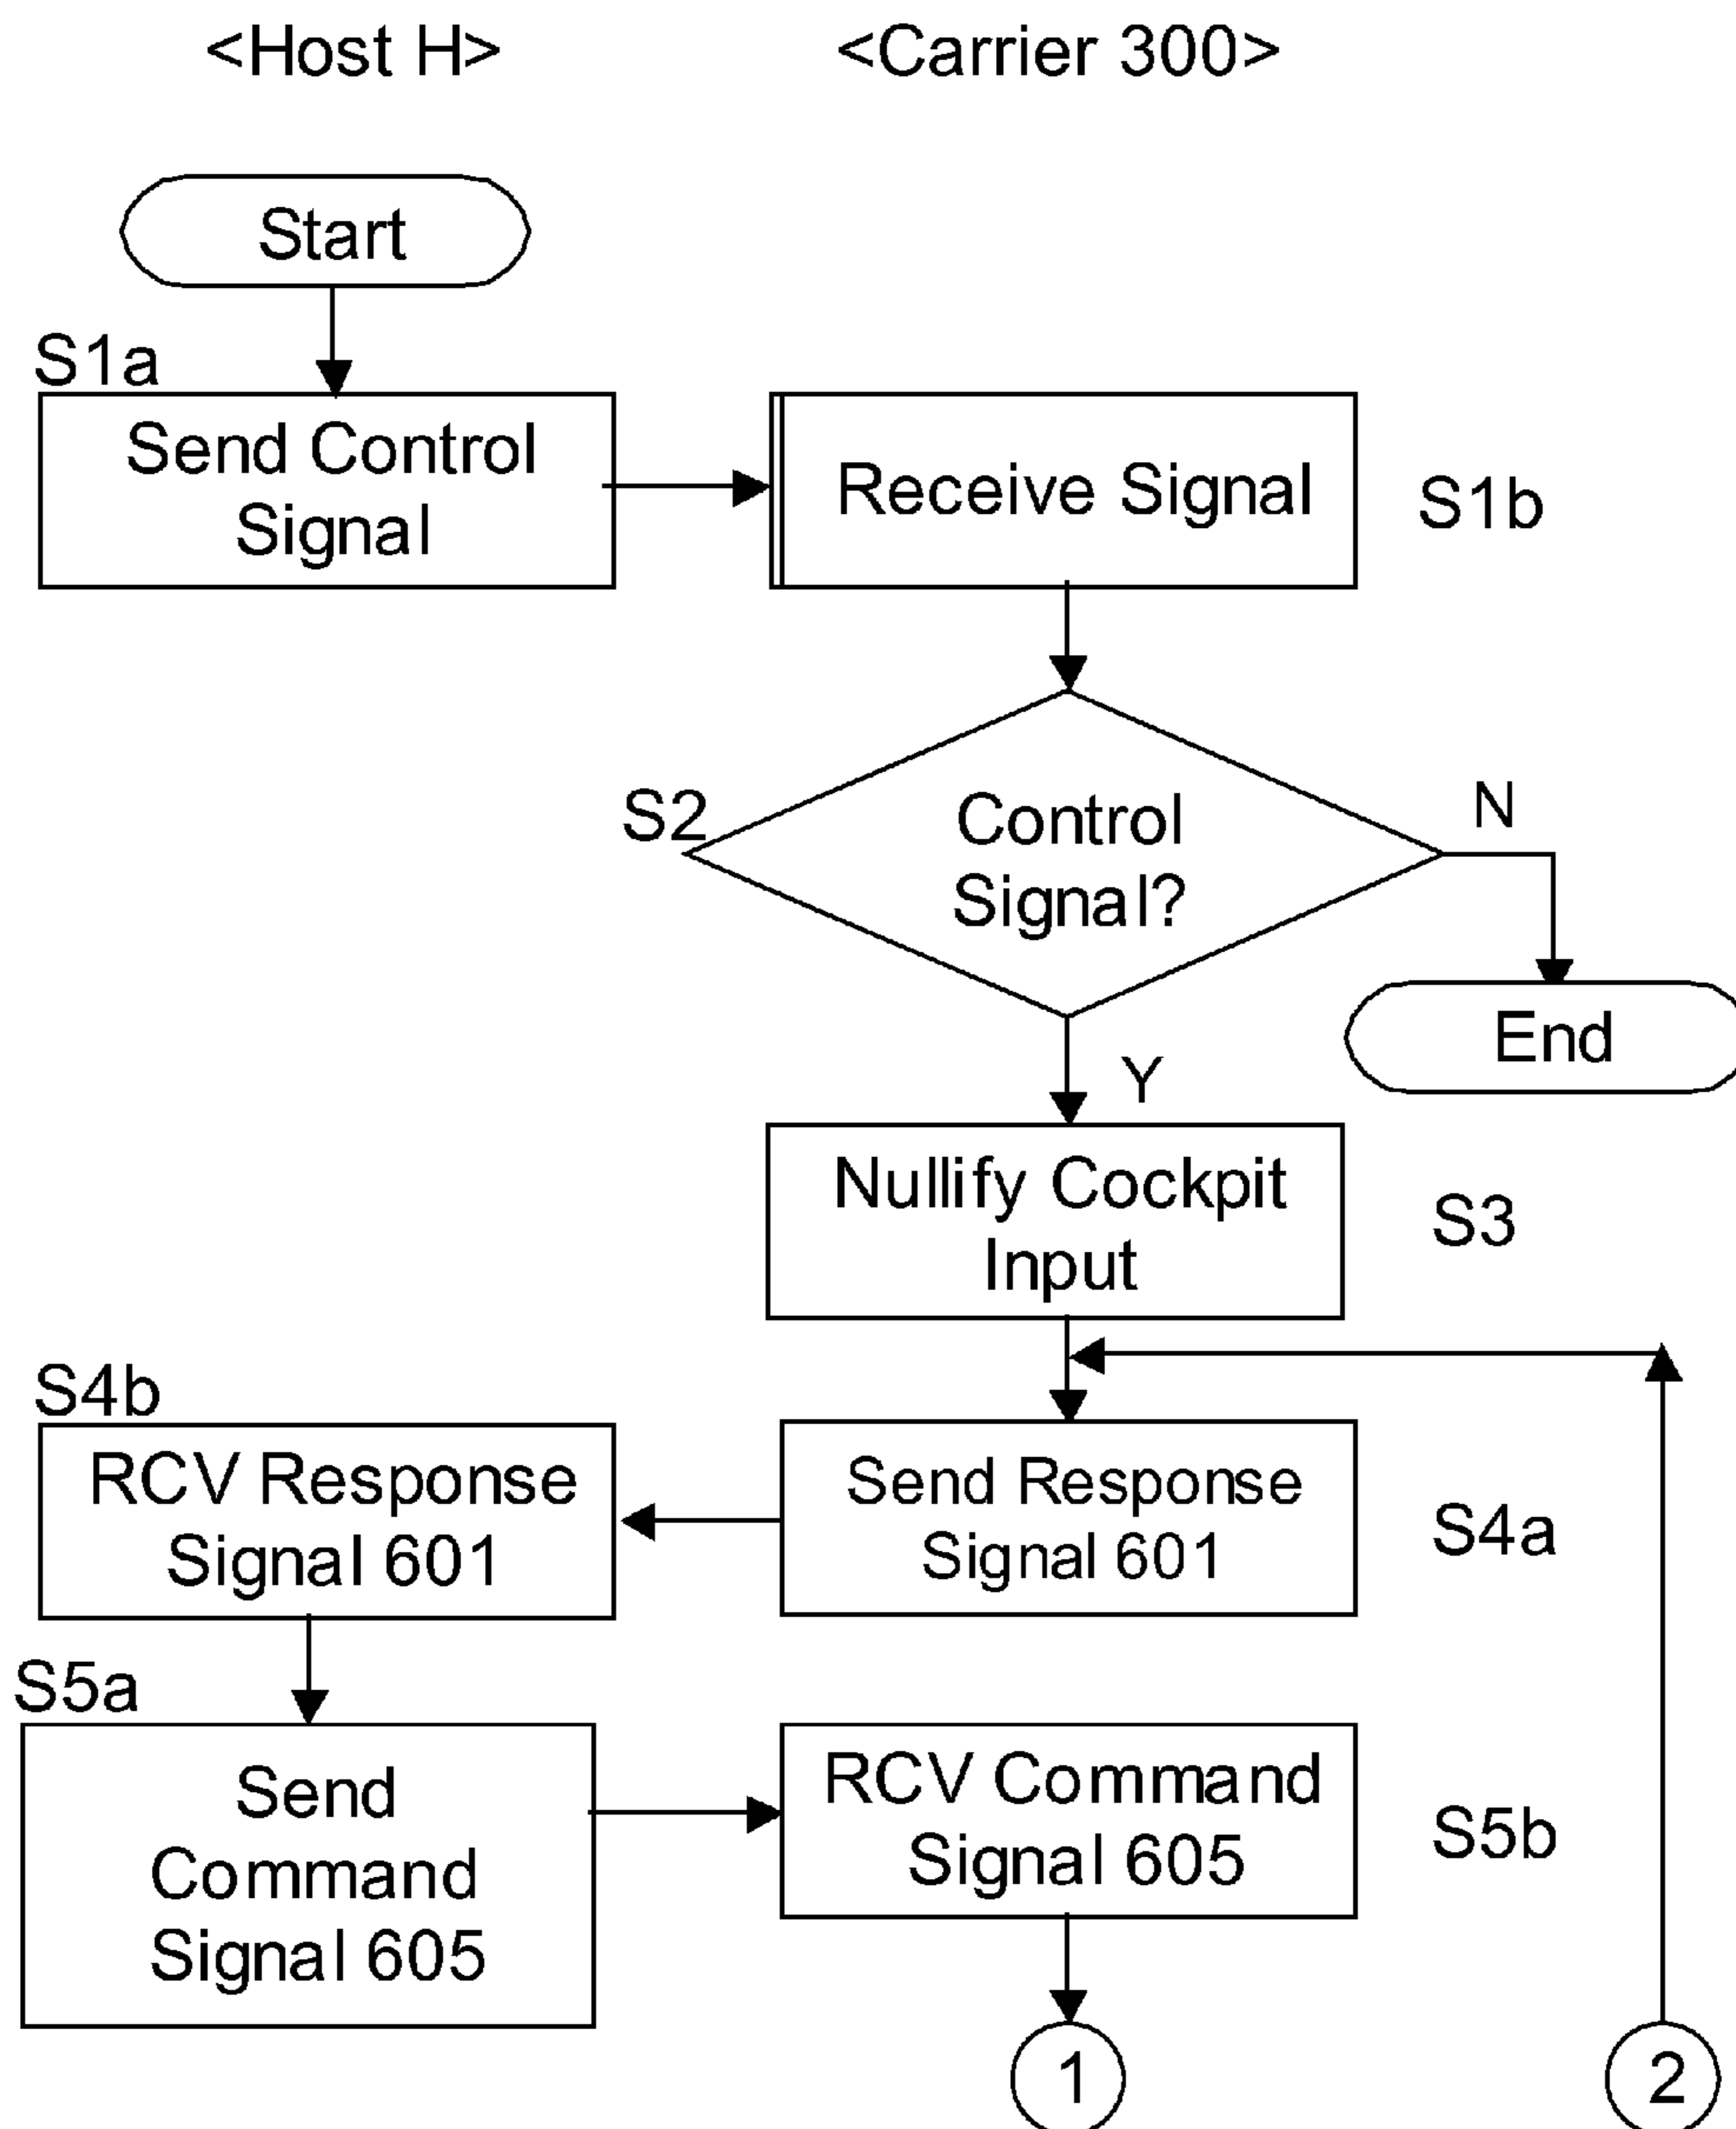 <Host H>
<Carrier 300>
Start
S1a
Send Control
Signal
Receive Signal
S1b
S2
Control
Signal?
N
End
Y
Nullify Cockpit
Input
S3
S4b
RCV Response
Signal 601
Send Response
Signal 601
S4a
S5a
Send
Command
Signal 605
RCV Command
Signal 605
S5b
1
2